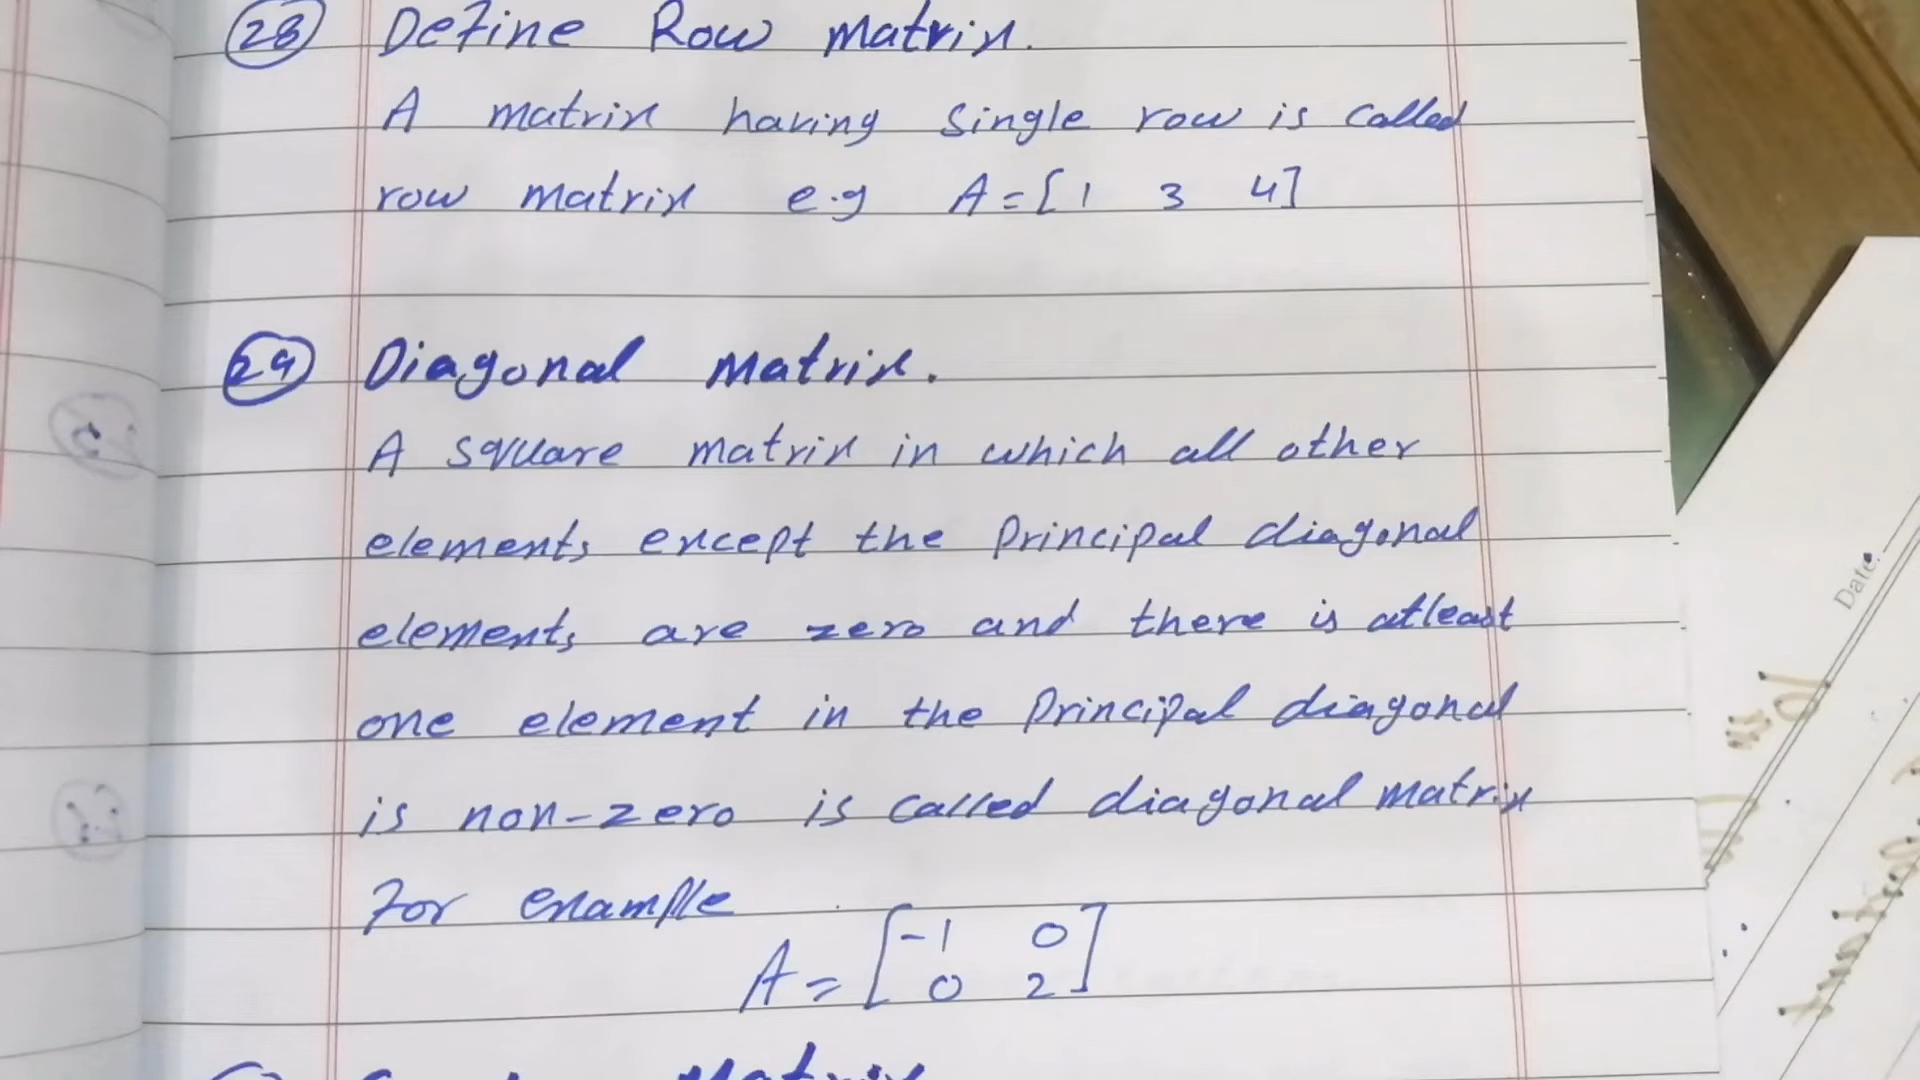 28 Define Row matrix.
A matrix having single row is called
row matrix e.g A = [1 3 4]
29 Diagonal Matrix.
A square matrix in which all other
elements except the Principal diagonal
elements are zero and there is atleast
one element in the Principal diagonal
is non-zero is called diagonal matrix
For example
A = [-1 0
0 2]
Matrix
Date.